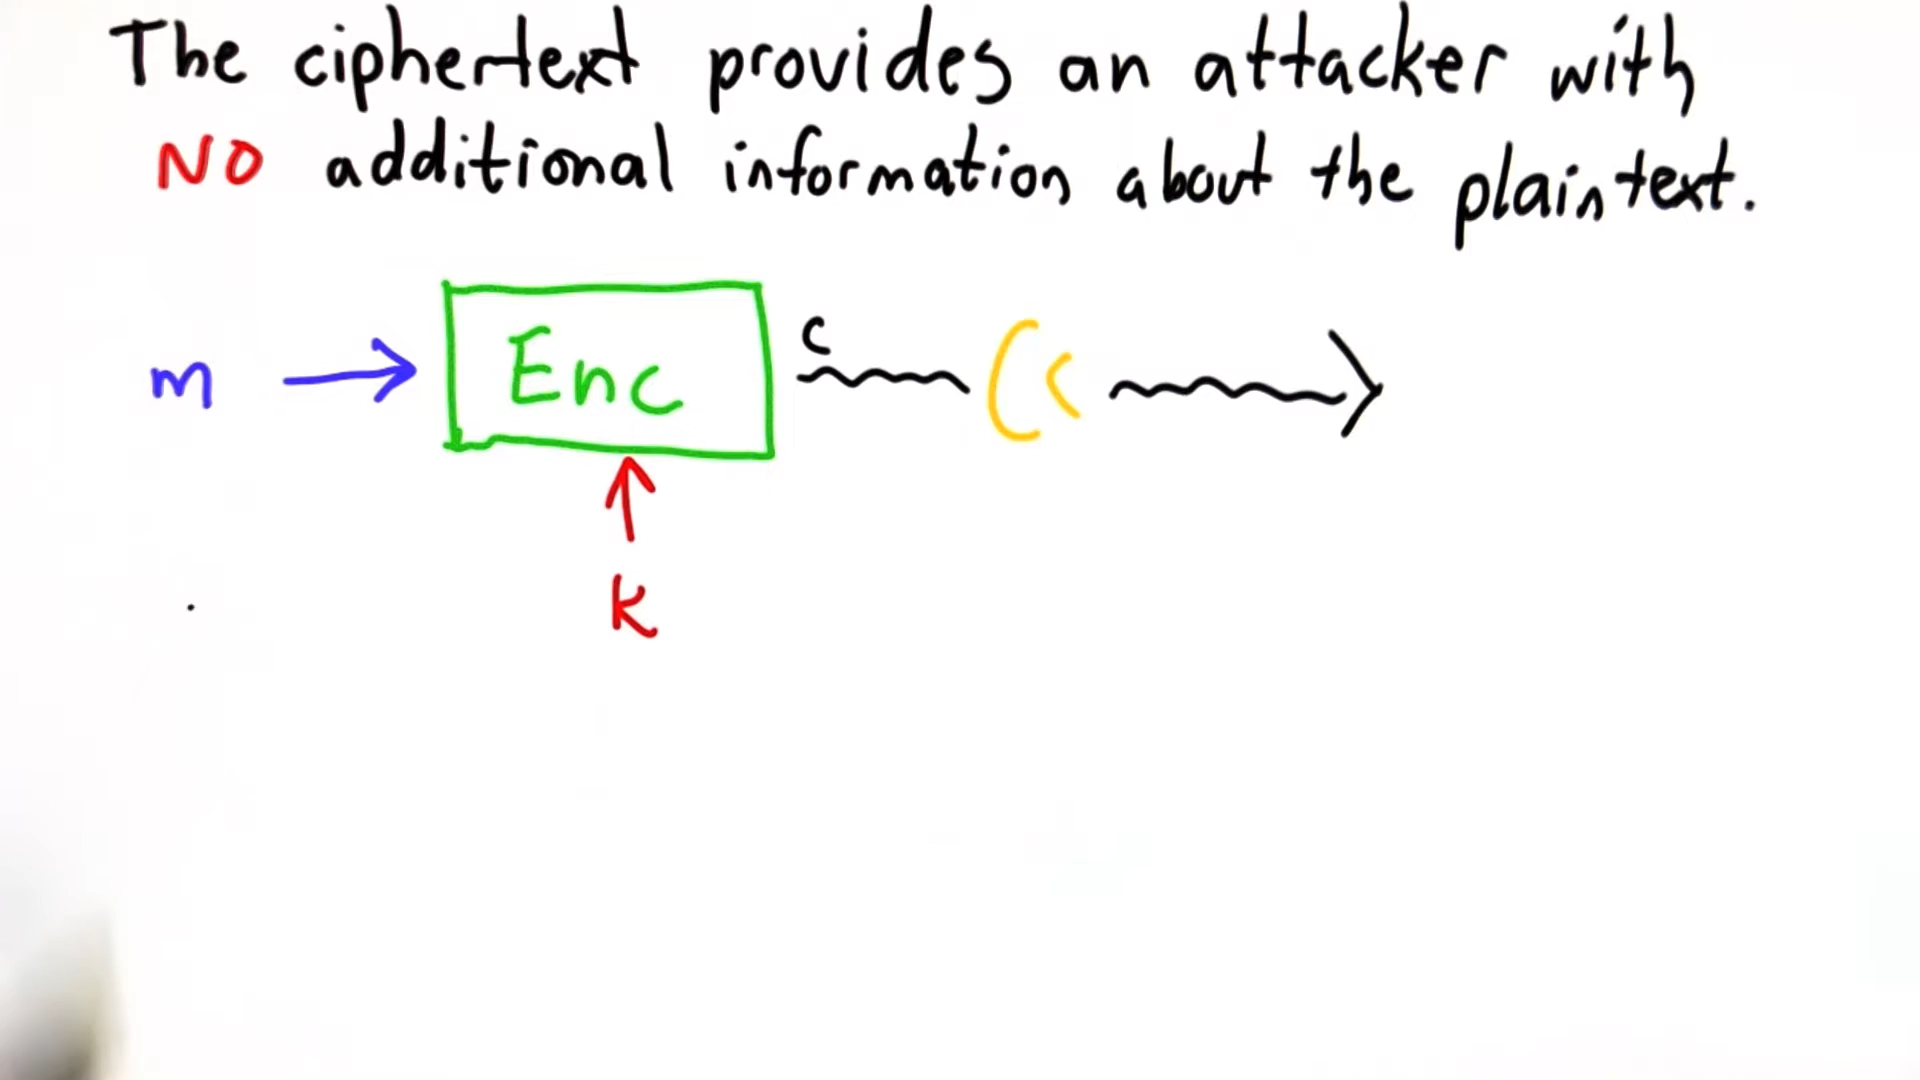 The ciphertext provides an attacker with
NO additional information about the plaintext.
m
Enc
c
k